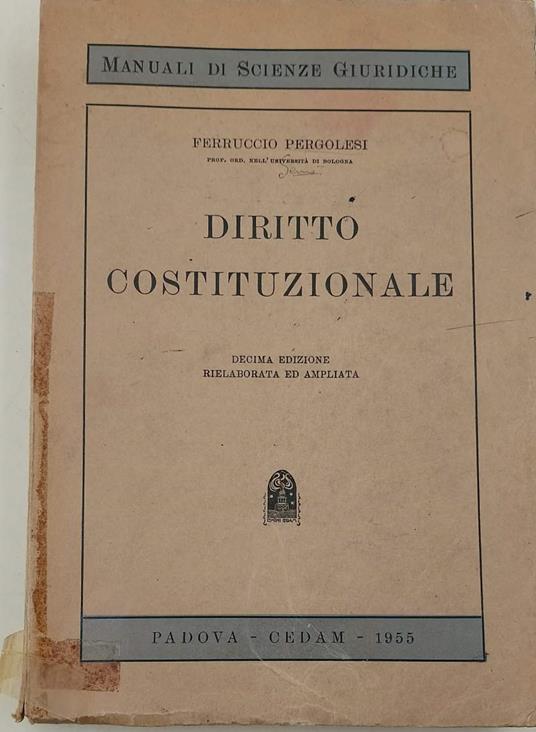 MANUALI DI SCIENZE GIURIDICHE
FERRUCCIO PERGOLESI
PROF. ORD. NELL'UNIVERSITÀ DI BOLOGNA
DIRITTO
COSTITUZIONALE
DECIMA EDIZIONE
RIELABORATA ED AMPLIATA
PADOVA - CEDAM - 1955